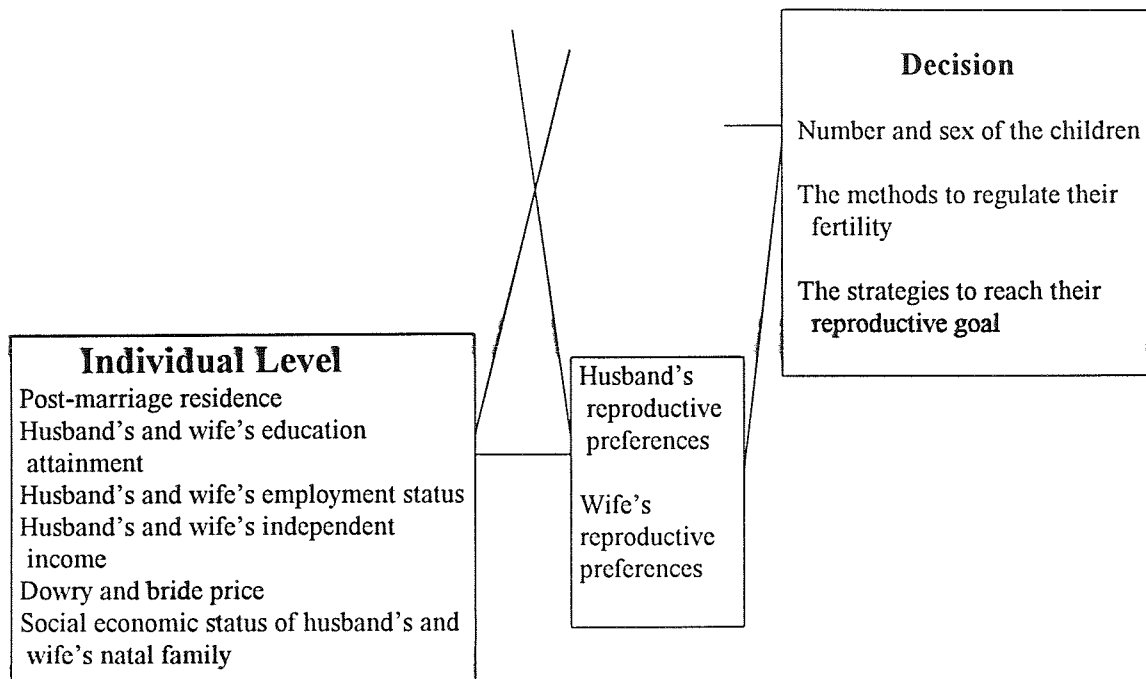 Decision
Number and sex of the children
The methods to regulate their
fertility
The strategies to reach their
reproductive goal
Individual Level
Post-marriage residence
Husband's and wife's education
attainment
Husband's and wife's employment status
Husband's and wife's independent
income
Dowry and bride price
Social economic status of husband's and
wife's natal family
Husband's
reproductive
preferences
Wife's
reproductive
preferences